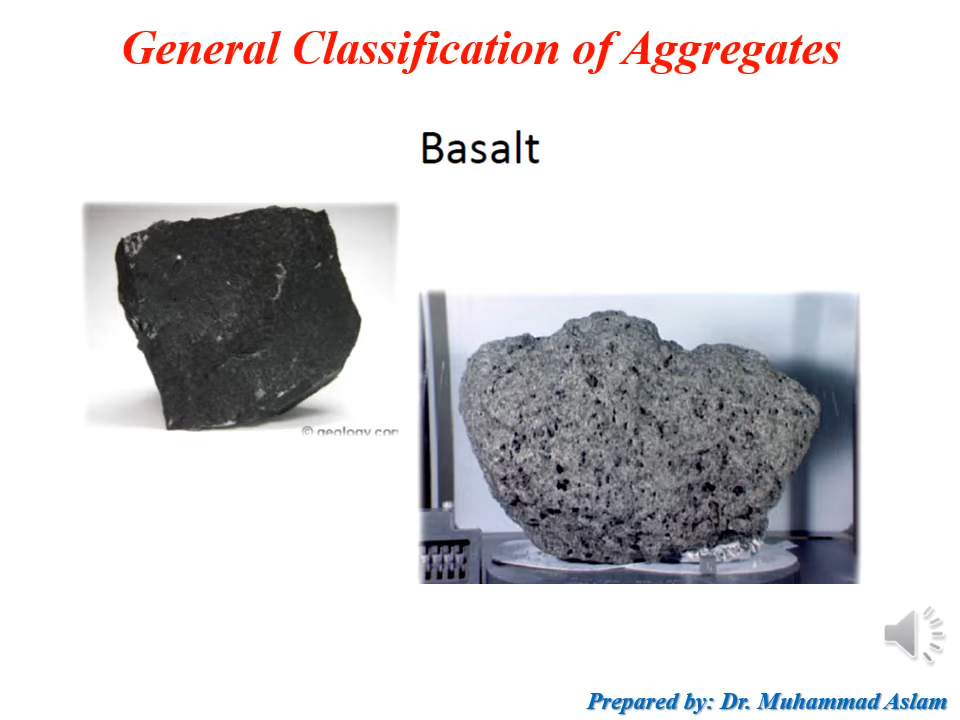 General Classification of Aggregates
Basalt
© geology.com
Prepared by: Dr. Muhammad Aslam